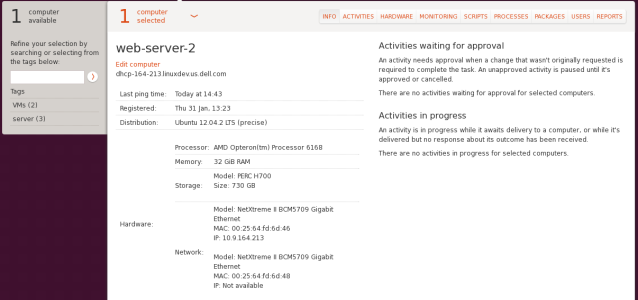 1 computer available
Refine your selection by
searching or selecting from
the tags below:
Tags
VMs (2)
server (3)
1 computer selected
INFO ACTIVITIES HARDWARE MONITORING SCRIPTS PROCESSES PACKAGES USERS REPORTS
web-server-2
Edit computer
dhcp-164-213.linuxdev.us.dell.com
Last ping time: Today at 14:43
Registered: Thu 31 Jan, 13:23
Distribution: Ubuntu 12.04.2 LTS (precise)
Hardware:
Processor: AMD Opteron(tm) Processor 6168
Memory: 32 GiB RAM
Storage:
Model: PERC H700
Size: 730 GB
Network:
Model: NetXtreme II BCM5709 Gigabit
Ethernet
MAC: 00:25:64:fd:6d:46
IP: 10.9.164.213
Model: NetXtreme II BCM5709 Gigabit
Ethernet
MAC: 00:25:64:fd:6d:48
IP: Not available
Activities waiting for approval
An activity needs approval when a change that wasn't originally requested is
required to complete the task. An unapproved activity is paused until it's
approved or cancelled.
There are no activities waiting for approval for selected computers.
Activities in progress
An activity is in progress while it awaits delivery to a computer, or while it's
delivered but no response about its outcome has been received.
There are no activities in progress for selected computers.